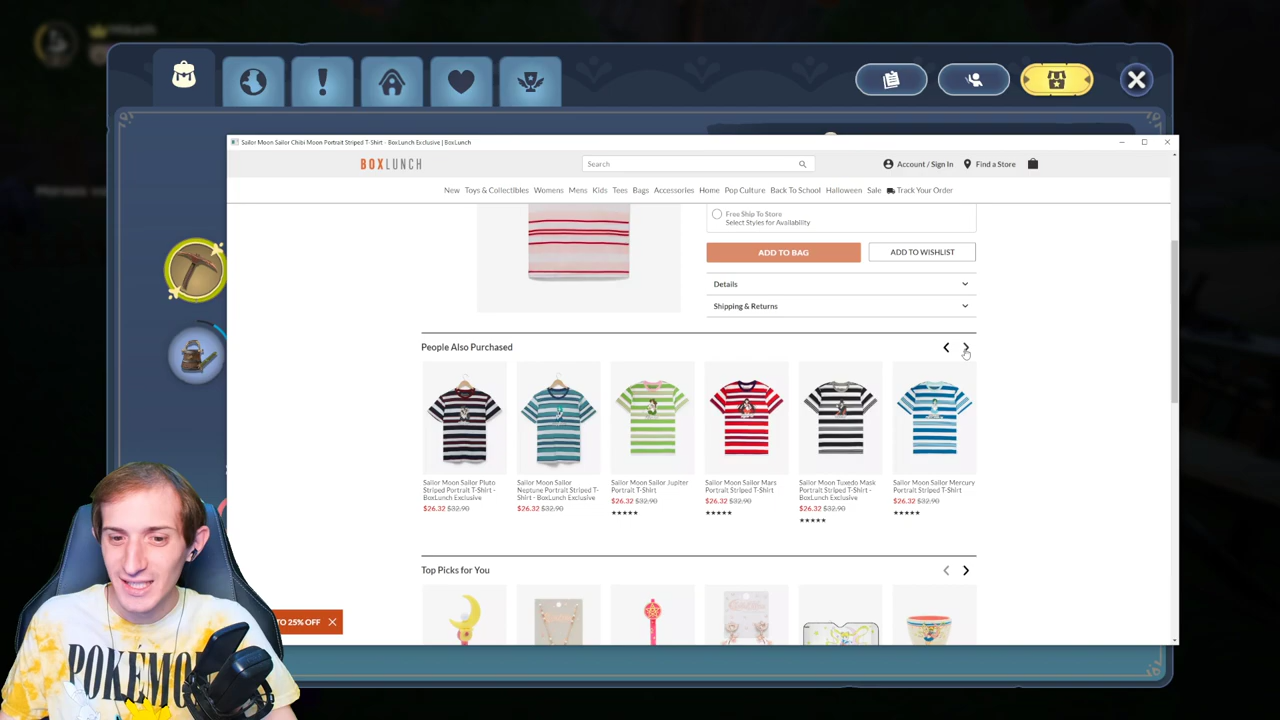 Sailor Moon Sailor Chibi Moon Portrait Striped T-Shirt - BoxLunch Exclusive | BoxLunch
BOXLUNCH
Search
Account / Sign In
Find a Store
New Toys & Collectibles Womens Mens Kids Tees Bags Accessories Home Pop Culture Back To School Halloween Sale Track Your Order
Free Ship To Store
Select Styles for Availability
ADD TO BAG
ADD TO WISHLIST
Details
Shipping & Returns
People Also Purchased
Sailor Moon Sailor Pluto
Striped Portrait T-Shirt -
BoxLunch Exclusive
$26.32 $32.90
Sailor Moon Sailor
Neptune Portrait Striped T-
Shirt - BoxLunch Exclusive
$26.32 $32.90
Sailor Moon Sailor Jupiter
Portrait T-Shirt
$26.32 $32.90
Sailor Moon Sailor Mars
Portrait Striped T-Shirt
$26.32 $32.90
Sailor Moon Tuxedo Mask
Portrait Striped T-Shirt -
BoxLunch Exclusive
$26.32 $32.90
Sailor Moon Sailor Mercury
Portrait Striped T-Shirt
$26.32 $32.90
Top Picks for You
TO 25% OFF
POKÉMON